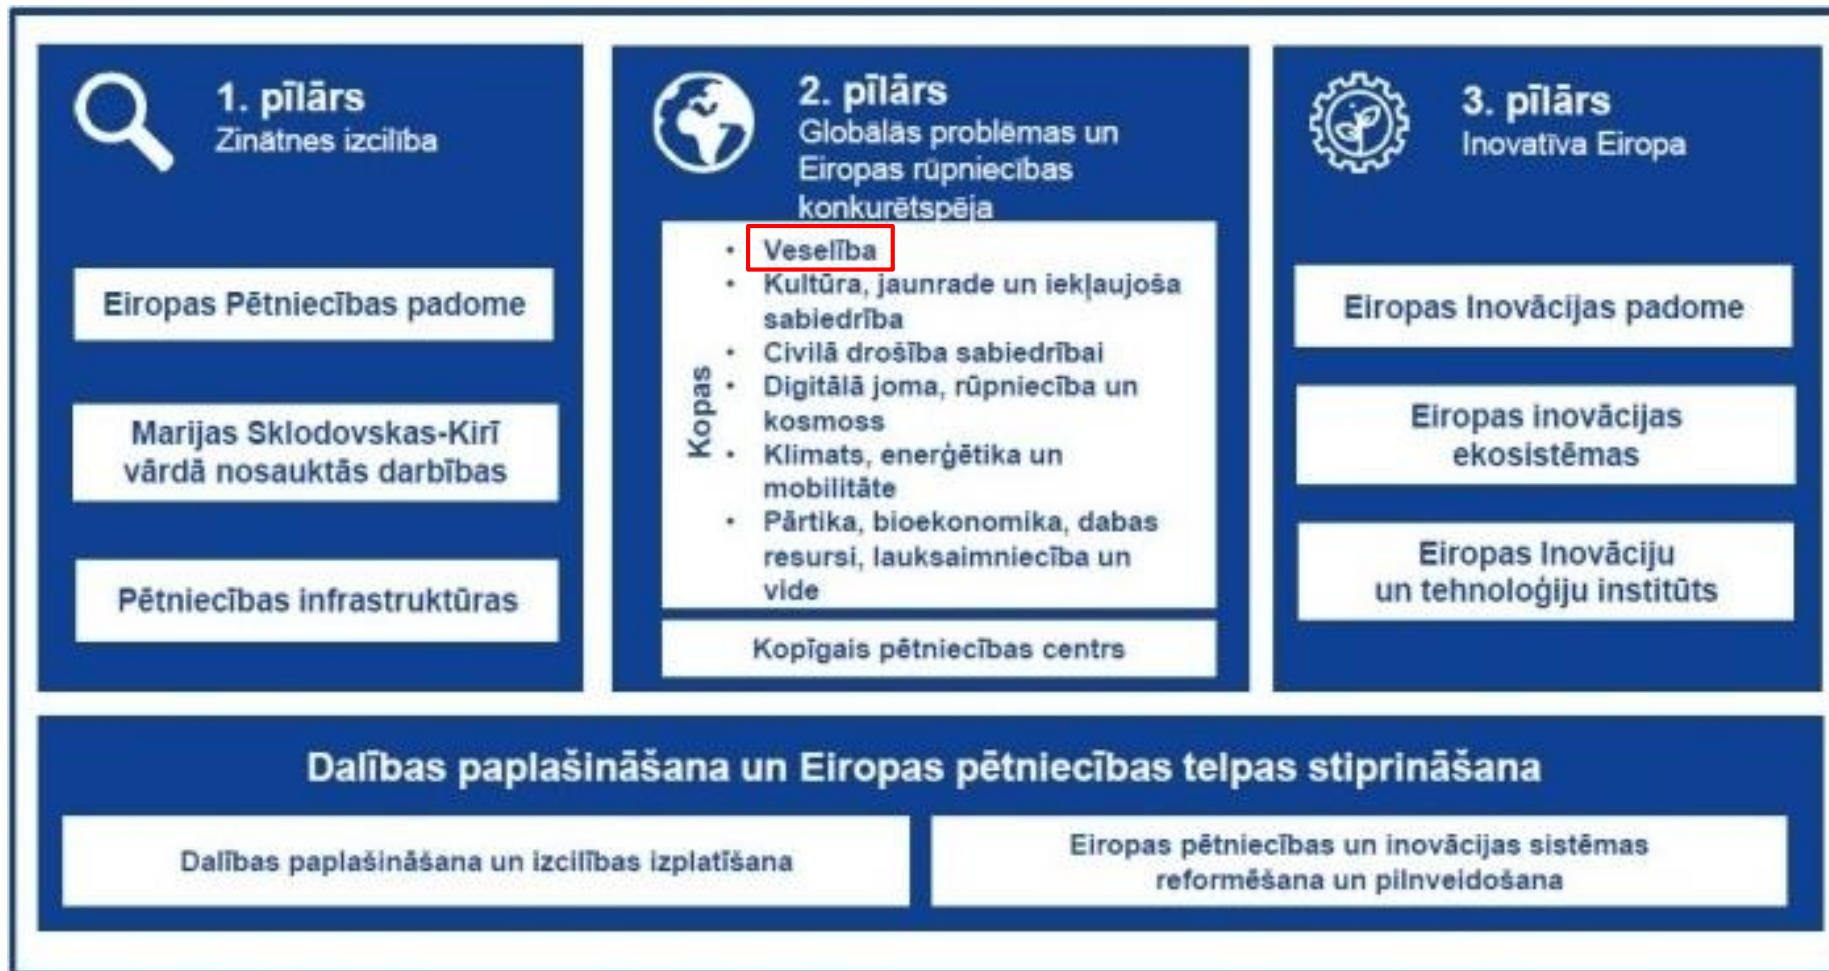 1. pīlārs
Zinātnes izcilība
Eiropas Pētniecības padome
Marijas Sklodovskas-Kirī
vārdā nosauktās darbības
Pētniecības infrastruktūras
2. pīlārs
Globālās problēmas un
Eiropas rūpniecības
konkurētspēja
Kopas
• Veselība
• Kultūra, jaunrade un iekļaujoša
sabiedrība
• Civilā drošība sabiedrībai
• Digitālā joma, rūpniecība un
kosmoss
• Klimats, enerģētika un
mobilitāte
• Pārtika, bioekonomika, dabas
resursi, lauksaimniecība un
vide
Kopīgais pētniecības centrs
3. pīlārs
Inovatīva Eiropa
Eiropas Inovācijas padome
Eiropas inovācijas
ekosistēmas
Eiropas Inovāciju
un tehnoloģiju institūts
Dalības paplašināšana un Eiropas pētniecības telpas stiprināšana
Dalības paplašināšana un izcilības izplatīšana
Eiropas pētniecības un inovācijas sistēmas
reformēšana un pilnveidošana